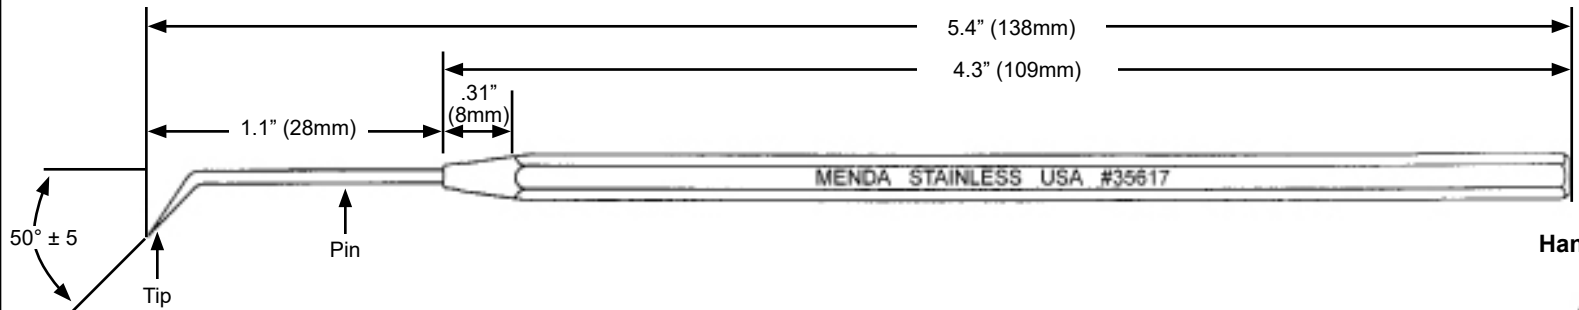 5.4” (138mm)
4.3” (109mm)
.31”
(8mm)
1.1” (28mm)
MENDA STAINLESS USA #35617
50° ± 5
Pin
Tip